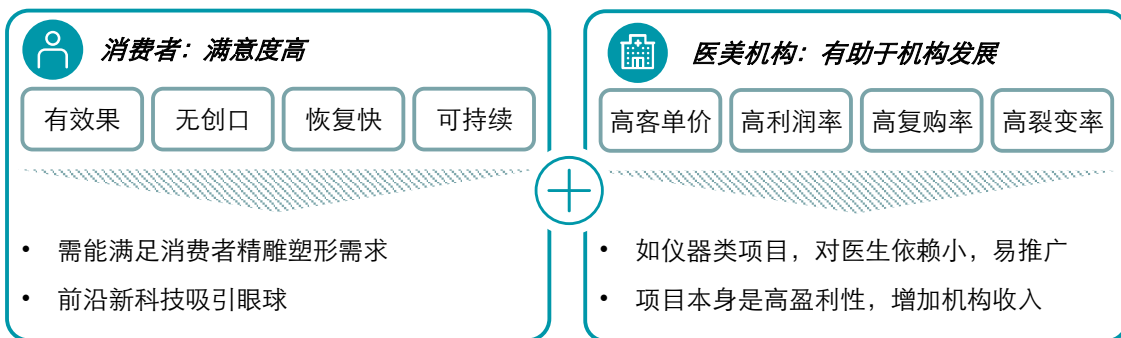 消费者：满意度高
有效果
无创口
恢复快
可持续
• 需能满足消费者精雕塑形需求
• 前沿新科技吸引眼球
医美机构：有助于机构发展
高客单价
高利润率
高复购率
高裂变率
• 如仪器类项目，对医生依赖小，易推广
• 项目本身是高盈利性，增加机构收入